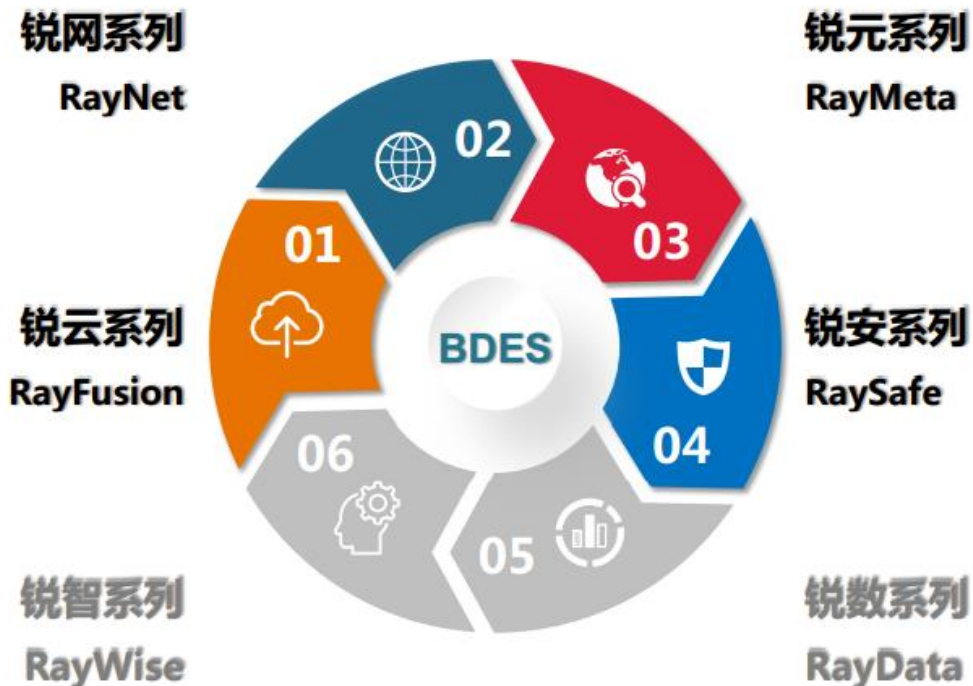 锐网系列
RayNet
锐元系列
RayMeta
02
03
01
锐云系列
RayFusion
BDES
锐安系列
RaySafe
04
06
05
锐智系列
RayWise
锐数系列
RayData